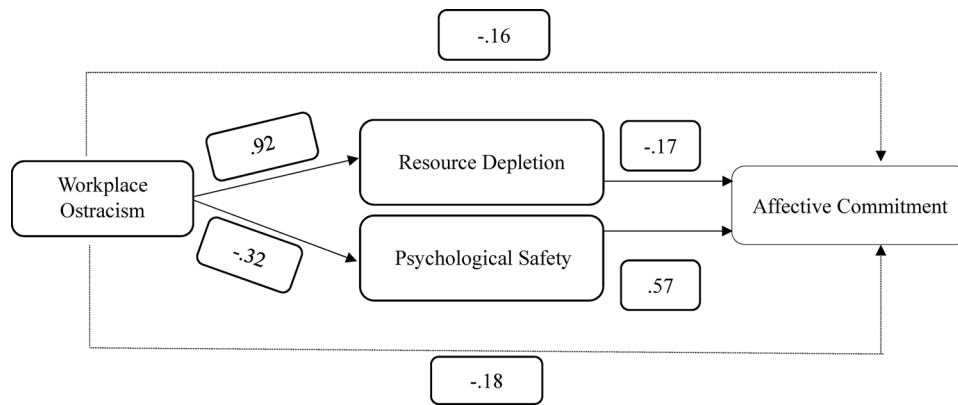 -.16
.92
-.17
Resource Depletion
Workplace
Ostracism
Affective Commitment
-.32
Psychological Safety
.57
-.18